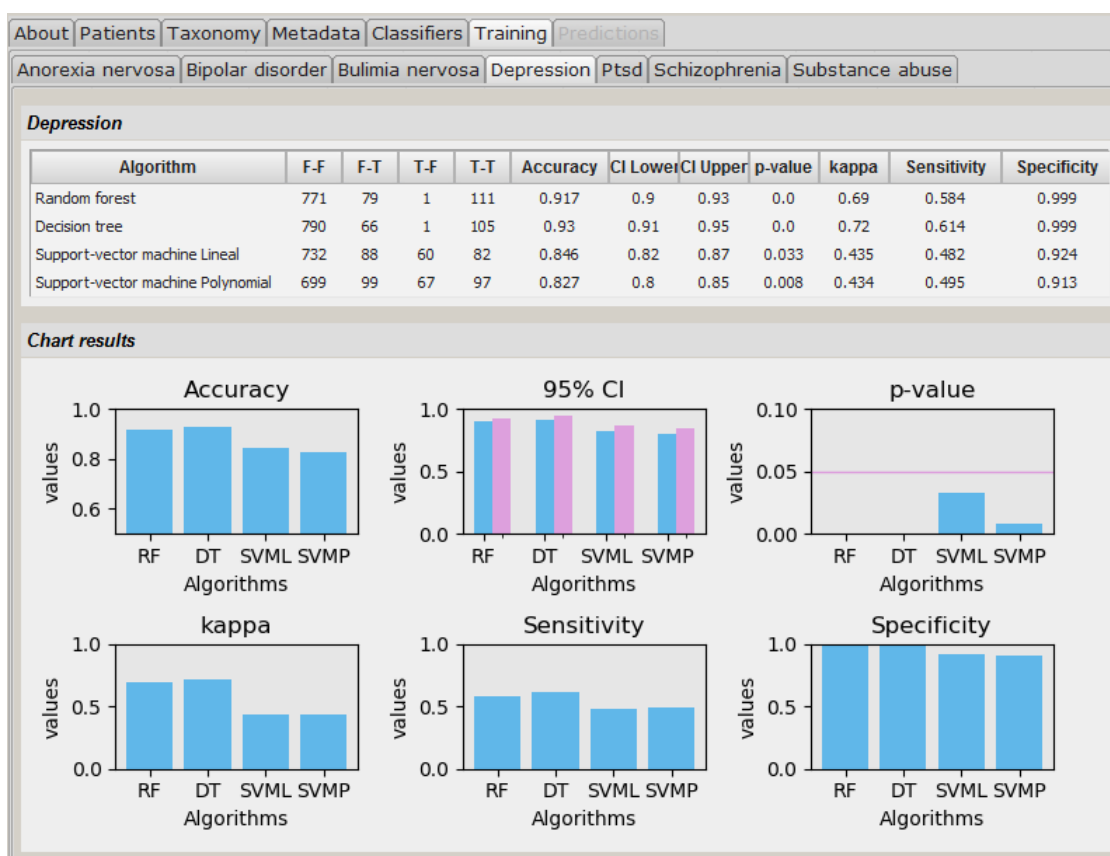 About Patients Taxonomy Metadata Classifiers Training Predictions
Anorexia nervosa Bipolar disorder Bulimia nervosa Depression Ptsd Schizophrenia Substance abuse
Depression
Algorithm F-F F-T T-F T-T Accuracy CI Lower CI Upper p-value kappa Sensitivity Specificity
Random forest 771 79 1 111 0.917 0.9 0.93 0.0 0.69 0.584 0.999
Decision tree 790 66 1 105 0.93 0.91 0.95 0.0 0.72 0.614 0.999
Support-vector machine Lineal 732 88 60 82 0.846 0.82 0.87 0.033 0.435 0.482 0.924
Support-vector machine Polynomial 699 99 67 97 0.827 0.8 0.85 0.008 0.434 0.495 0.913
Chart results
Accuracy
1.0
0.8
0.6
values
RF DT SVML SVMP
Algorithms
95% CI
1.0
0.5
0.0
values
RF DT SVML SVMP
Algorithms
p-value
0.10
0.05
0.00
values
RF DT SVML SVMP
Algorithms
kappa
1.0
0.5
0.0
values
RF DT SVML SVMP
Algorithms
Sensitivity
1.0
0.5
0.0
values
RF DT SVML SVMP
Algorithms
Specificity
1.0
0.5
0.0
values
RF DT SVML SVMP
Algorithms